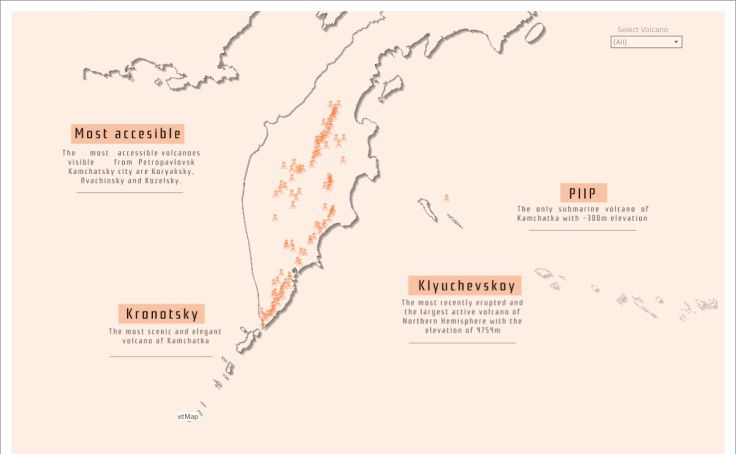 Select Volcano
(All)
Most accesible
The most accessible volcanoes
visible from Petropavlovsk
Kamchatsky city are Koryaksky,
Avachinsky and Kozelsky.
PIIP
The only submarine volcano of
Kamchatka with -300m elevation
Klyuchevskoy
The most recently erupted and
the largest active volcano of
Northern Hemisphere with the
elevation of 4754m
Kronotsky
The most scenic and elegant
volcano of Kamchatka
etMap